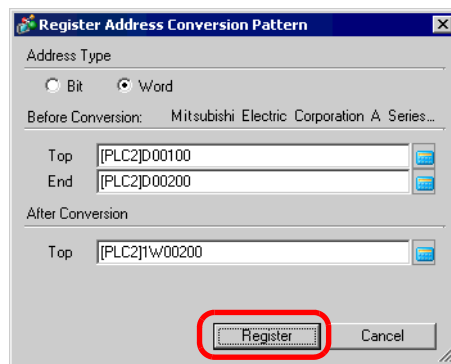 Register Address Conversion Pattern
Address Type
Bit Word
Before Conversion: Mitsubishi Electric Corporation A Series...
Top [PLC2]D00100
End [PLC2]D00200
After Conversion
Top [PLC2]1W00200
Register Cancel